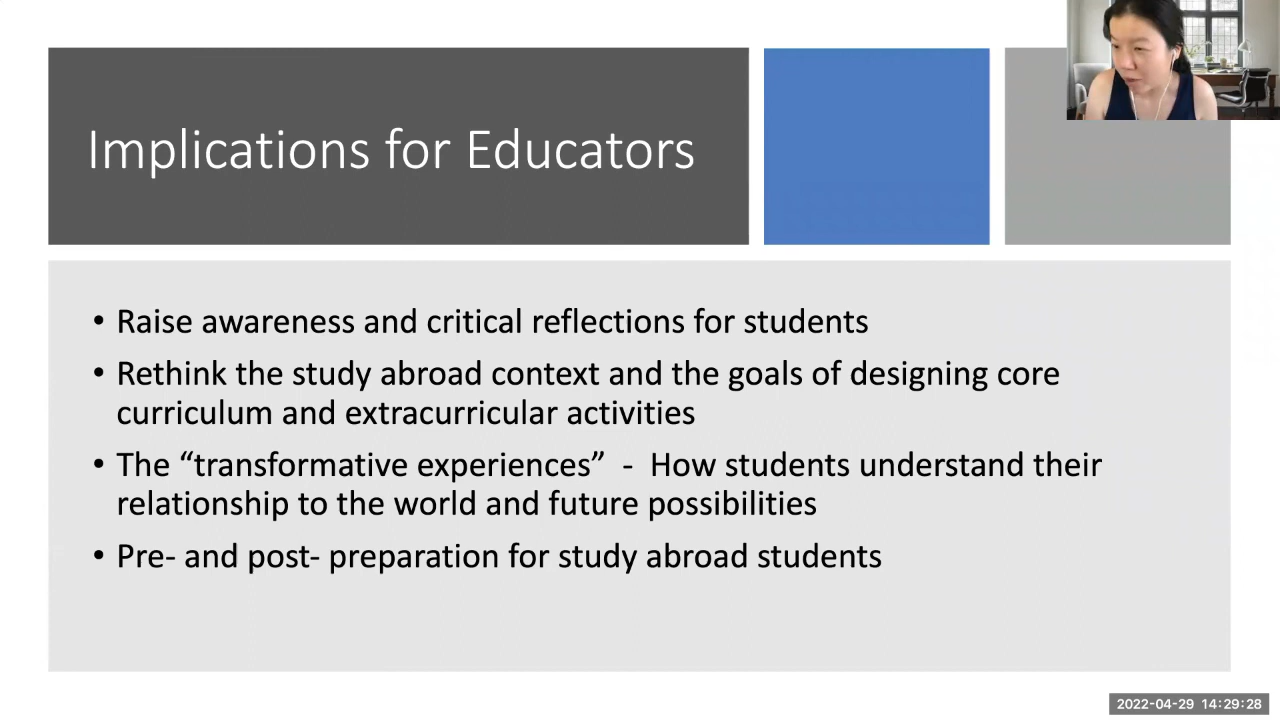 Implications for Educators
• Raise awareness and critical reflections for students
• Rethink the study abroad context and the goals of designing core
curriculum and extracurricular activities
• The “transformative experiences”  -  How students understand their
relationship to the world and future possibilities
• Pre- and post- preparation for study abroad students
2022-04-29 14:29:28